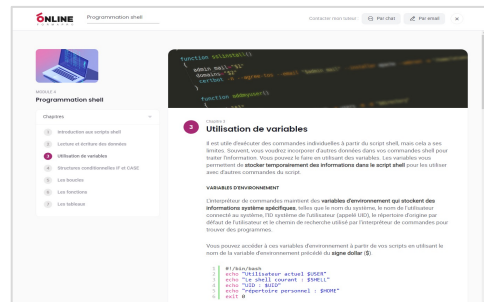 ONLINE
FORMAPRO
Programmation shell
Contacter mon tuteur :
Par chat
Par email
×
function sslinstall()
{
admin_mail="$1"
domains="$2"
function addmyuser()
MODULE 4
Programmation shell
Chapitres
1 Introduction aux scripts shell
2 Lecture et écriture des données
3 Utilisation de variables
4 Structures conditionnelles IF et CASE
5 Les boucles
6 Les fonctions
7 Les tableaux
Chapitre 3
3 Utilisation de variables
Il est utile d'exécuter des commandes individuelles à partir du script shell, mais cela a ses
limites. Souvent, vous voudrez incorporer d'autres données dans vos commandes shell pour
traiter l'information. Vous pouvez le faire en utilisant des variables. Les variables vous
permettent de stocker temporairement des informations dans le script shell pour les utiliser
avec d'autres commandes du script.
VARIABLES D'ENVIRONNEMENT
L'interpréteur de commandes maintient des variables d'environnement qui stockent des
informations système spécifiques, telles que le nom du système, le nom de l'utilisateur
connecté au système, l'ID système de l'utilisateur (appelé UID), le répertoire d'origine par
défaut de l'utilisateur et le chemin de recherche utilisé par l'interpréteur de commandes pour
trouver des programmes.
Vous pouvez accéder à ces variables d'environnement à partir de vos scripts en utilisant le
nom de la variable d'environnement précédé du signe dollar ($).
1 #!/bin/bash
2 echo "Utilisateur actuel $USER"
3 echo "Le shell courant : $SHELL"
4 echo "UID : $UID"
5 echo "répertoire personnel : $HOME"
6 exit 0